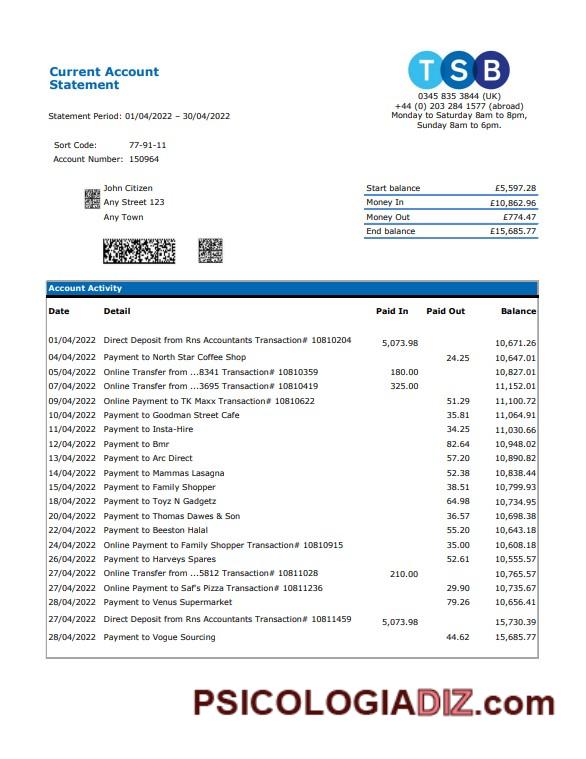 Current Account
Statement
TSB
0345 835 3844 (UK)
+44 (0) 203 284 1577 (abroad)
Monday to Saturday 8am to 8pm,
Sunday 8am to 6pm.
Statement Period: 01/04/2022 – 30/04/2022
Sort Code: 77-91-11
Account Number: 150964
John Citizen
Any Street 123
Any Town
Start balance £5,597.28
Money In £10,862.96
Money Out £774.47
End balance £15,685.77
Account Activity
Date Detail Paid In Paid Out Balance
01/04/2022 Direct Deposit from Rns Accountants Transaction# 10810204 5,073.98 10,671.26
04/04/2022 Payment to North Star Coffee Shop 24.25 10,647.01
05/04/2022 Online Transfer from ...8341 Transaction# 10810359 180.00 10,827.01
07/04/2022 Online Transfer from ...3695 Transaction# 10810419 325.00 11,152.01
09/04/2022 Online Payment to TK Maxx Transaction# 10810622 51.29 11,100.72
10/04/2022 Payment to Goodman Street Cafe 35.81 11,064.91
11/04/2022 Payment to Insta-Hire 34.25 11,030.66
12/04/2022 Payment to Bmr 82.64 10,948.02
13/04/2022 Payment to Arc Direct 57.20 10,890.82
14/04/2022 Payment to Mammas Lasagna 52.38 10,838.44
15/04/2022 Payment to Family Shopper 38.51 10,799.93
18/04/2022 Payment to Toyz N Gadgetz 64.98 10,734.95
20/04/2022 Payment to Thomas Dawes & Son 36.57 10,698.38
22/04/2022 Payment to Beeston Halal 55.20 10,643.18
24/04/2022 Online Payment to Family Shopper Transaction# 10810915 35.00 10,608.18
26/04/2022 Payment to Harveys Spares 52.61 10,555.57
27/04/2022 Online Transfer from ...5812 Transaction# 10811028 210.00 10,765.57
27/04/2022 Online Payment to Saf's Pizza Transaction# 10811236 29.90 10,735.67
28/04/2022 Payment to Venus Supermarket 79.26 10,656.41
27/04/2022 Direct Deposit from Rns Accountants Transaction# 10811459 5,073.98 15,730.39
28/04/2022 Payment to Vogue Sourcing 44.62 15,685.77
PSICOLOGIADIZ.com